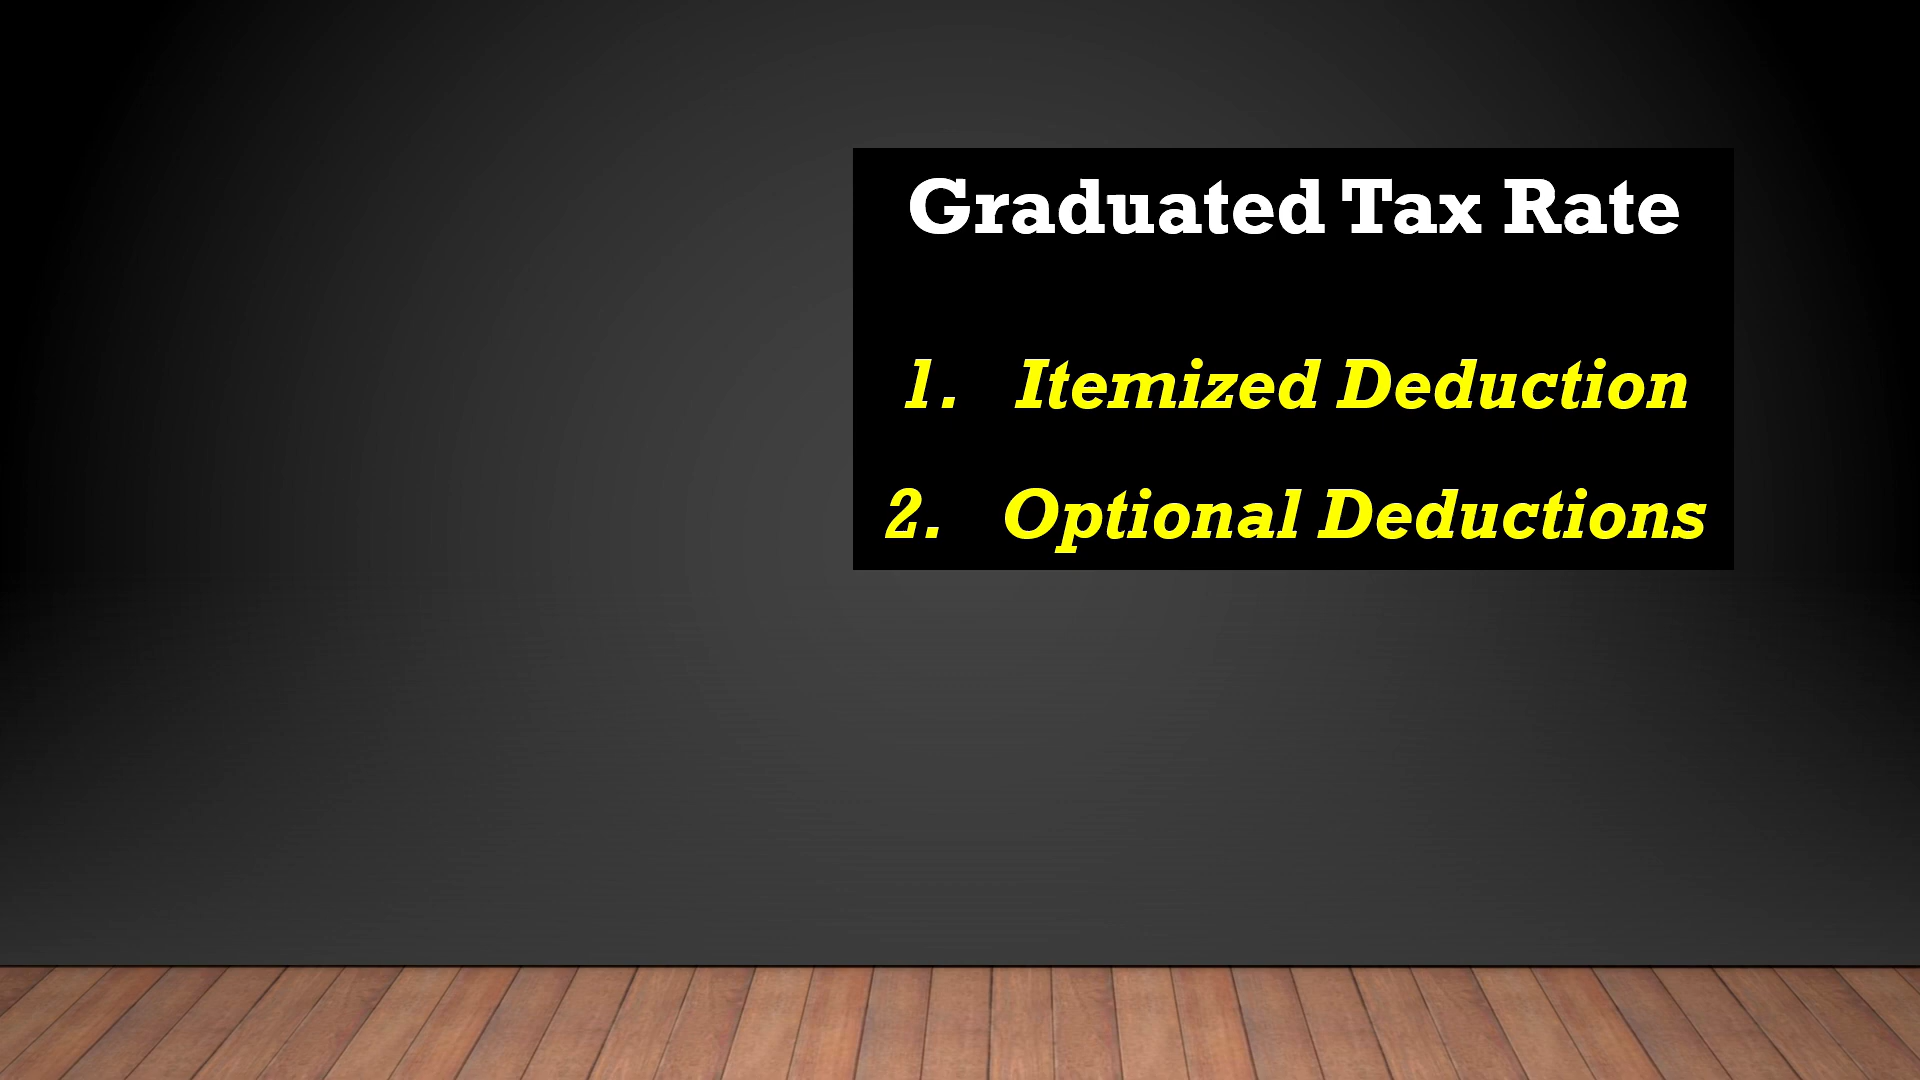 Graduated Tax Rate
1. Itemized Deduction
2. Optional Deductions